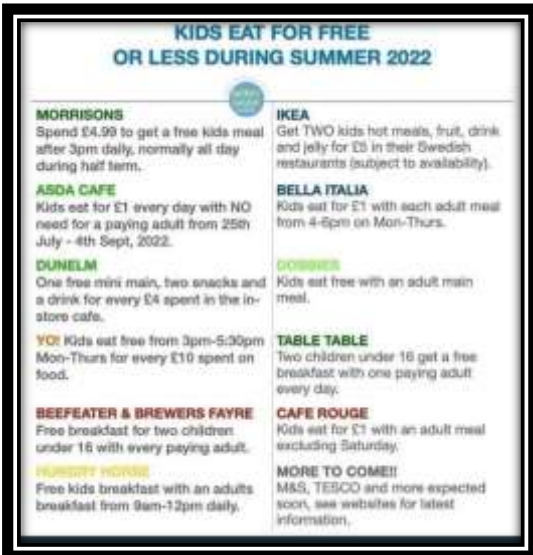 KIDS EAT FOR FREE
OR LESS DURING SUMMER 2022
MORRISONS
Spend £4.99 to get a free kids meal
after 3pm daily, normally all day
during half term.
ASDA CAFE
Kids eat for £1 every day with NO
need for a paying adult from 25th
July - 4th Sept, 2022.
DUNELM
One free mini main, two snacks and
a drink for every £4 spent in the in-
store cafe.
YO! Kids eat free from 3pm-5:30pm
Mon-Thurs for every £10 spent on
food.
BEEFEATER & BREWERS FAYRE
Free breakfast for two children
under 16 with every paying adult.
HUNGRY HORSE
Free kids breakfast with an adults
breakfast from 9am-12pm daily.
IKEA
Get TWO kids hot meals, fruit, drink
and jelly for £5 in their Swedish
restaurants (subject to availability).
BELLA ITALIA
Kids eat for £1 with each adult meal
from 4-6pm on Mon-Thurs.
DOBBIES
Kids eat free with an adult main
meal.
TABLE TABLE
Two children under 16 get a free
breakfast with one paying adult
every day.
CAFE ROUGE
Kids eat for £1 with an adult meal
excluding Saturday.
MORE TO COME!!
M&S, TESCO and more expected
soon, see websites for latest
information.